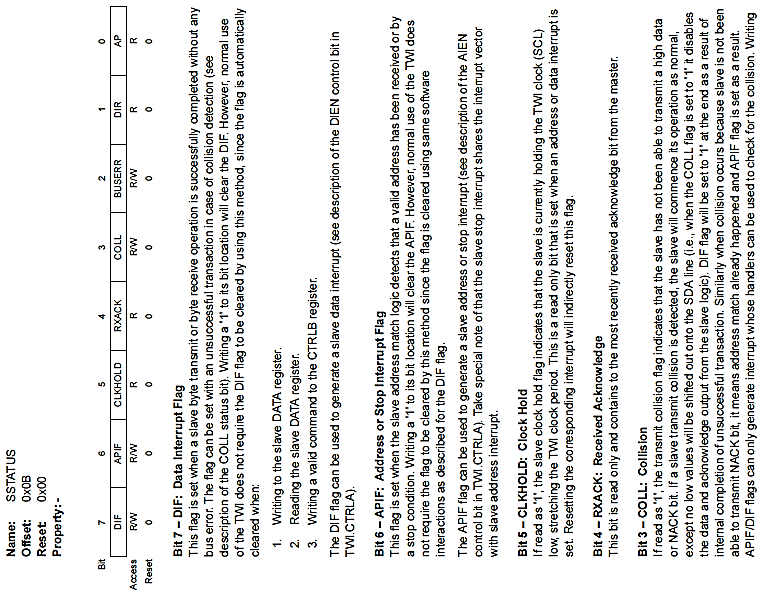 Name: SSTATUS
Offset: 0x0B
Reset: 0x00
Property: -
Bit 7 6 5 4 3 2 1 0
DIF APIF CLKHOLD RXACK COLL BUSERR DIR AP
Access R/W R/W R R R/W R/W R R
Reset 0 0 0 0 0 0 0 0
Bit 7 – DIF: Data Interrupt Flag
This flag is set when a slave byte transmit or byte receive operation is successfully completed without any
bus error. The flag can be set with an unsuccessful transaction in case of collision detection (see
description of the COLL status bit). Writing a '1' to its bit location will clear the DIF. However, normal use
of the TWI does not require the DIF flag to be cleared by using this method, since the flag is automatically
cleared when:
1. Writing to the slave DATA register.
2. Reading the slave DATA register.
3. Writing a valid command to the CTRLB register.
The DIF flag can be used to generate a slave data interrupt (see description of the DIEN control bit in
TWI.CTRLA).
Bit 6 – APIF: Address or Stop Interrupt Flag
This flag is set when the slave address match logic detects that a valid address has been received or by
a stop condition. Writing a '1' to its bit location will clear the APIF. However, normal use of the TWI does
not require the flag to be cleared by this method since the flag is cleared using same software
interactions as described for the DIF flag.
The APIF flag can be used to generate a slave address or stop interrupt (see description of the AIEN
control bit in TWI.CTRLA). Take special note of that the slave stop interrupt shares the interrupt vector
with slave address interrupt.
Bit 5 – CLKHOLD: Clock Hold
If read as '1', the slave clock hold flag indicates that the slave is currently holding the TWI clock (SCL)
low, stretching the TWI clock period. This is a read only bit that is set when an address or data interrupt is
set. Resetting the corresponding interrupt will indirectly reset this flag.
Bit 4 – RXACK: Received Acknowledge
This bit is read only and contains to the most recently received acknowledge bit from the master.
Bit 3 – COLL: Collision
If read as '1', the transmit collision flag indicates that the slave has not been able to transmit a high data
or NACK bit. If a slave transmit collision is detected, the slave will commence its operation as normal,
except no low values will be shifted out onto the SDA line (i.e., when the COLL flag is set to '1' it disables
the data and acknowledge output from the slave logic). DIF flag will be set to '1' at the end as a result of
internal completion of unsuccessful transaction. Similarly when collision occurs because slave is not been
able to transmit NACK bit, it means address match already happened and APIF flag is set as a result.
APIF/DIF flags can only generate interrupt whose handlers can be used to check for the collision. Writing